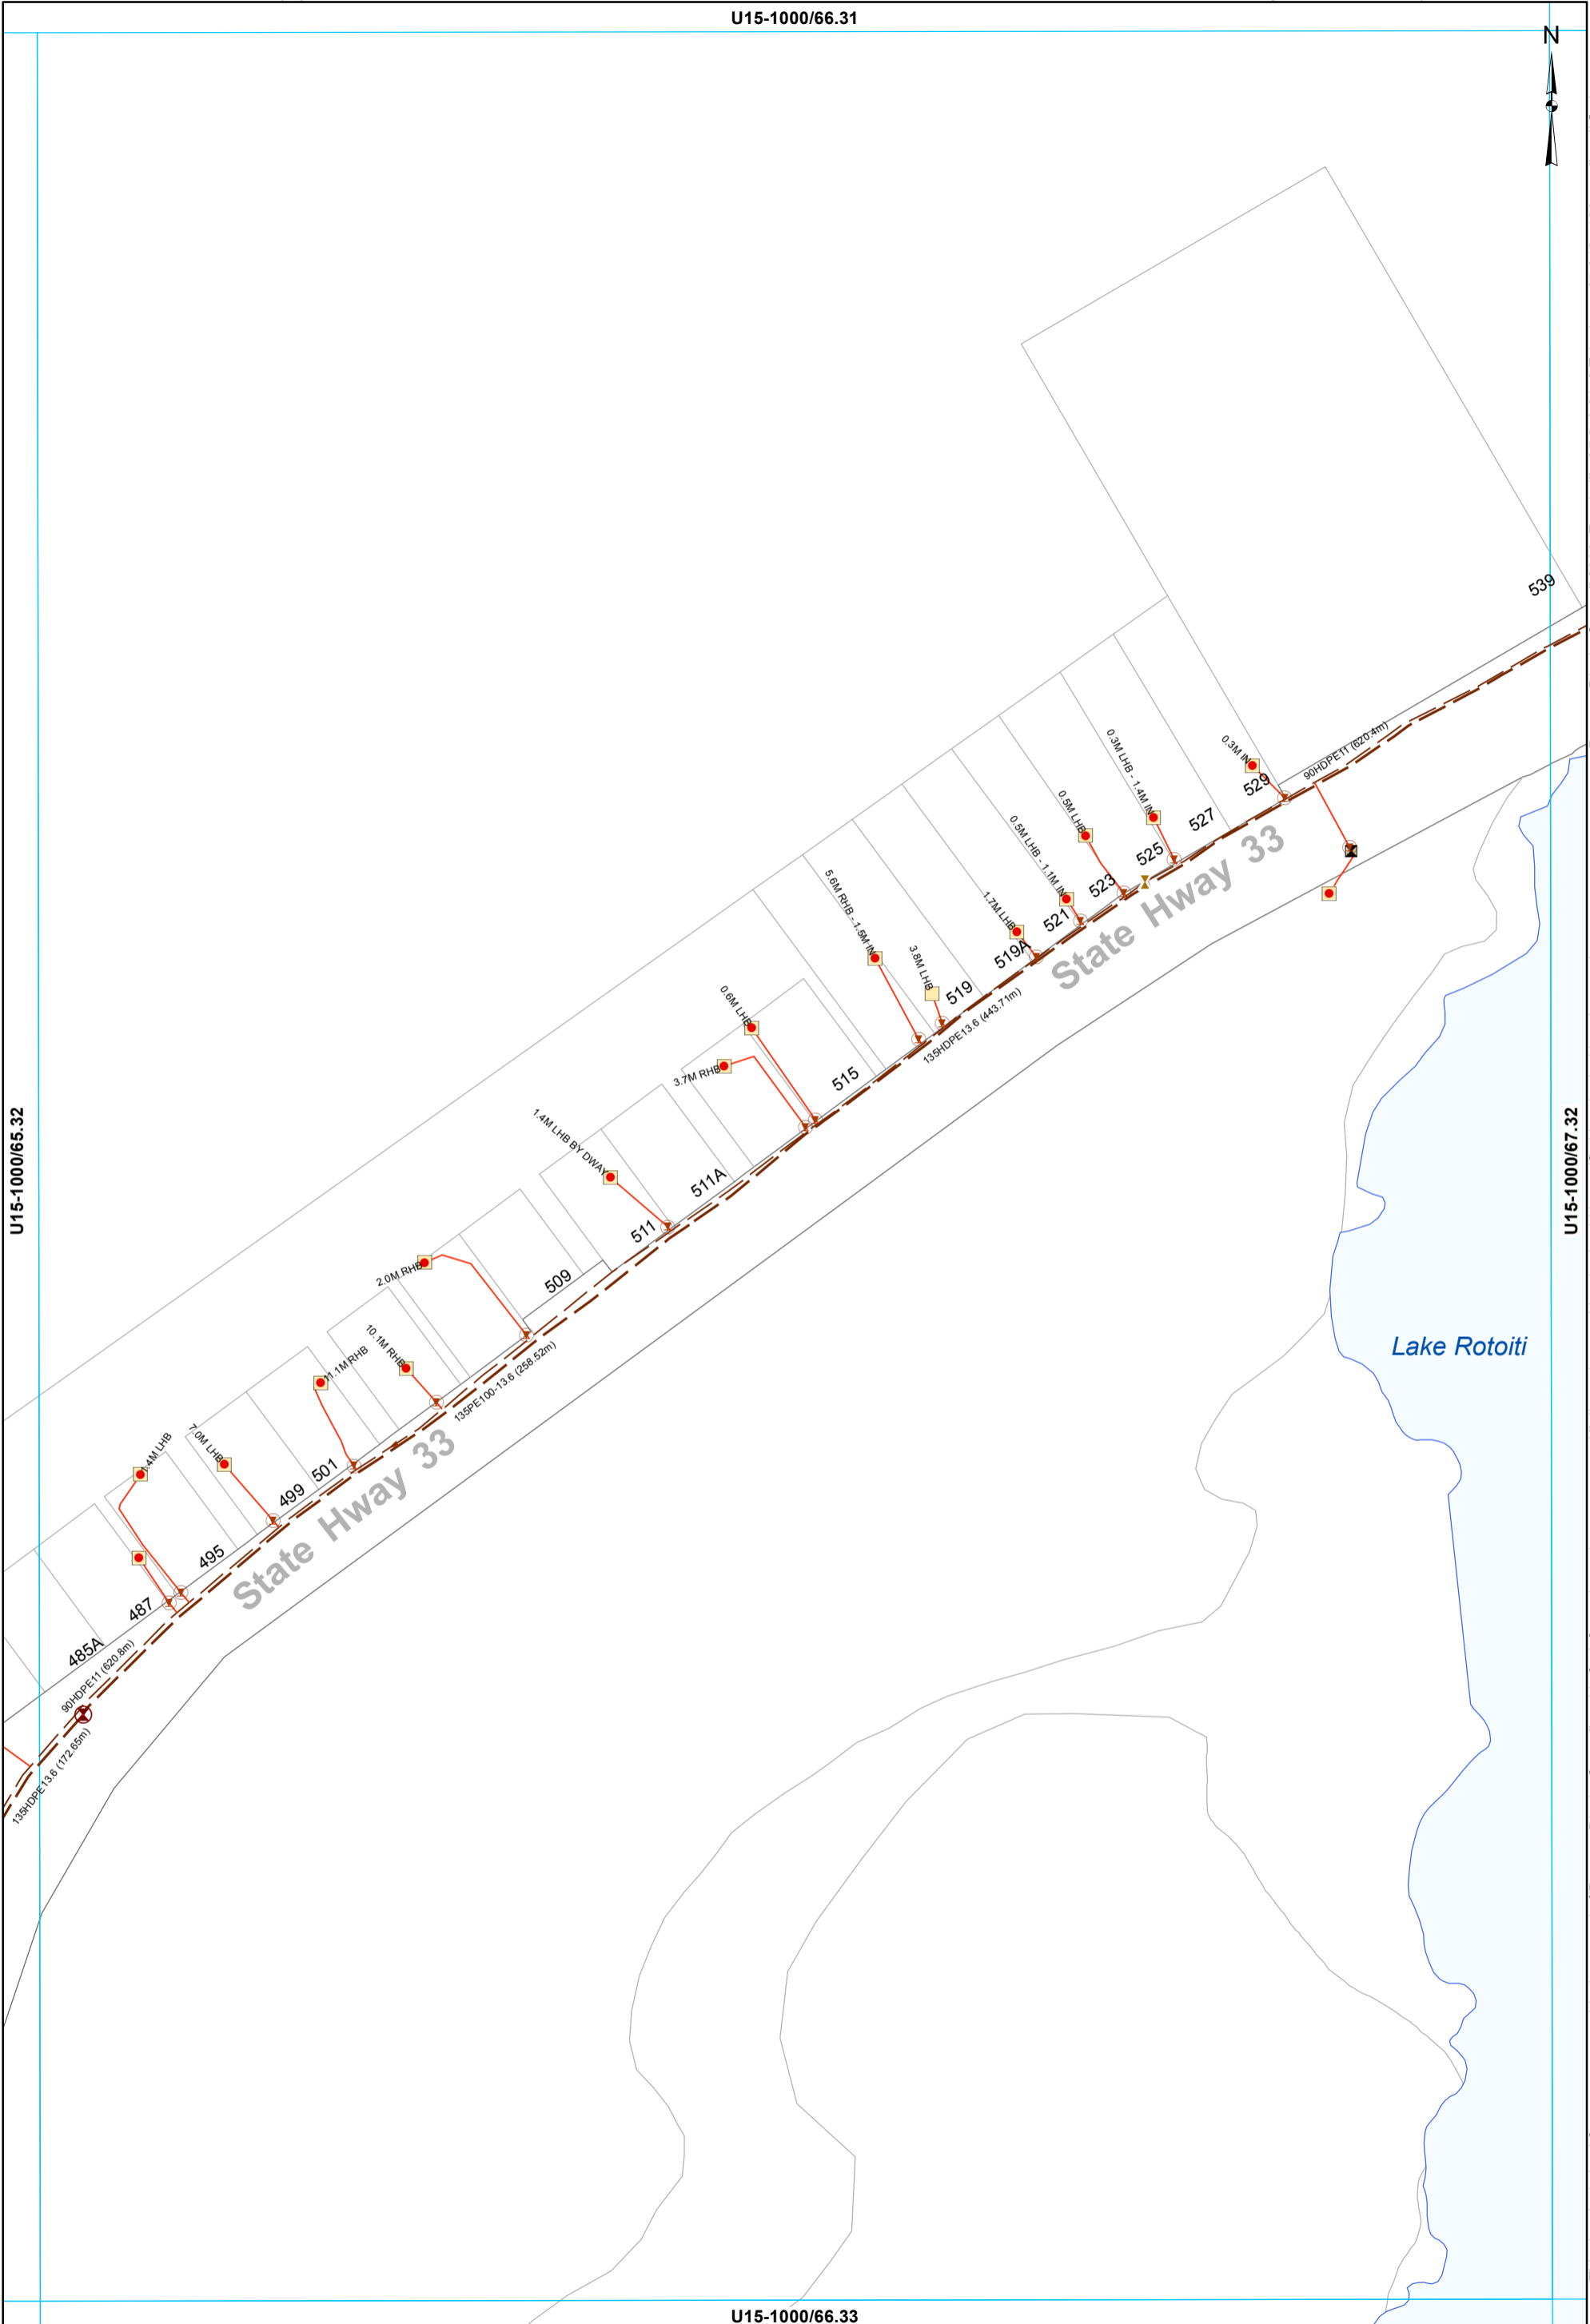 U15-1000/66.31
N
539
90HDPE11 (620.4m)
0.3M IN
529
0.3M LHB - 1.4M IN
527
0.5M LHB
525
State Hway 33
0.5M LHB - 1.1M IN
523
1.7M LHB
521
5.6M RHB - 1.5M IN
519A
3.8M LHB
519
135HDPE13.6 (443.71m)
0.6M LHB
3.7M RHB
515
U15-1000/65.32
U15-1000/67.32
1.4M LHB BY DWAY
511A
511
2.0M RHB
509
Lake Rotoiti
10.1M RHB
11.1M RHB
135PE100-13.6 (258.52m)
7.0M LHB
.4M LHB
501
499
State Hway 33
495
487
485A
90HDPE11 (620.8m)
135HDPE13.6 (172.65m)
U15-1000/66.33